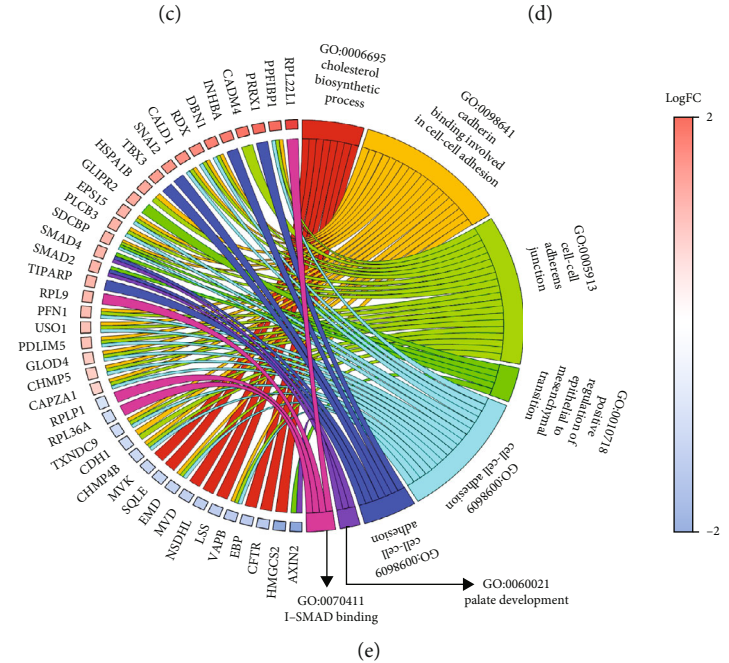 (c)
(d)
RPL22L1
PPFIBP1
PRRX1
CADM4
INHBA
DBN1
RDX
CALD1
SNAI2
TBX3
HSPA1B
GLIPR2
EPS15
PLCB3
SDCBP
SMAD4
SMAD2
TIPARP
RPL9
PFN1
USO1
PDLIM5
GLOD4
CHMP5
CAPZA1
RPLP1
RPL36A
TXNDC9
CDH1
CHMP4B
MVK
SQLE
EMD
MVD
NSDHL
LSS
VAPB
EBP
CFTR
HMGCS2
AXIN2
GO:0006695
cholesterol
biosynthetic
process
GO:0098641
cadherin
binding involved
in cell-cell adhesion
GO:0005913
cell-cell
adherens
junction
GO:0010718
positive
regulation of
epithelial to
mesenchymal
transition
GO:0098609
cell-cell adhesion
GO:0098609
cell-cell
adhesion
GO:0060021
palate development
GO:0070411
I–SMAD binding
LogFC
2
–2
(e)